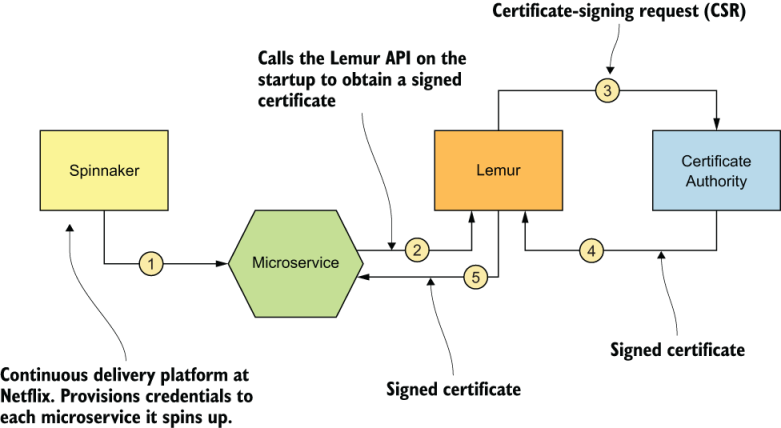 Certificate-signing request (CSR)
Calls the Lemur API on the
startup to obtain a signed
certificate
3
Spinnaker
Lemur
Certificate
Authority
1
Microservice
2
4
5
Continuous delivery platform at
Netflix. Provisions credentials to
each microservice it spins up.
Signed certificate
Signed certificate